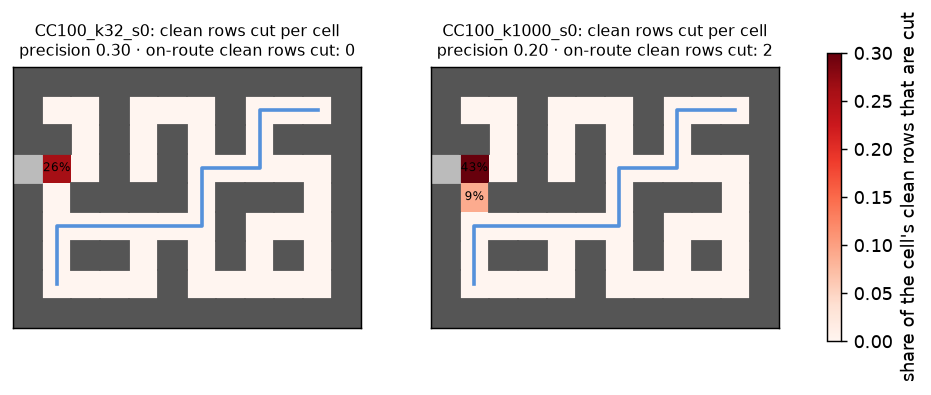 CC100_k32_s0: clean rows cut per cell
precision 0.30 · on-route clean rows cut: 0
26%
CC100_k1000_s0: clean rows cut per cell
precision 0.20 · on-route clean rows cut: 2
43%
9%
0.30
0.25
0.20
0.15
0.10
0.05
0.00
share of the cell's clean rows that are cut